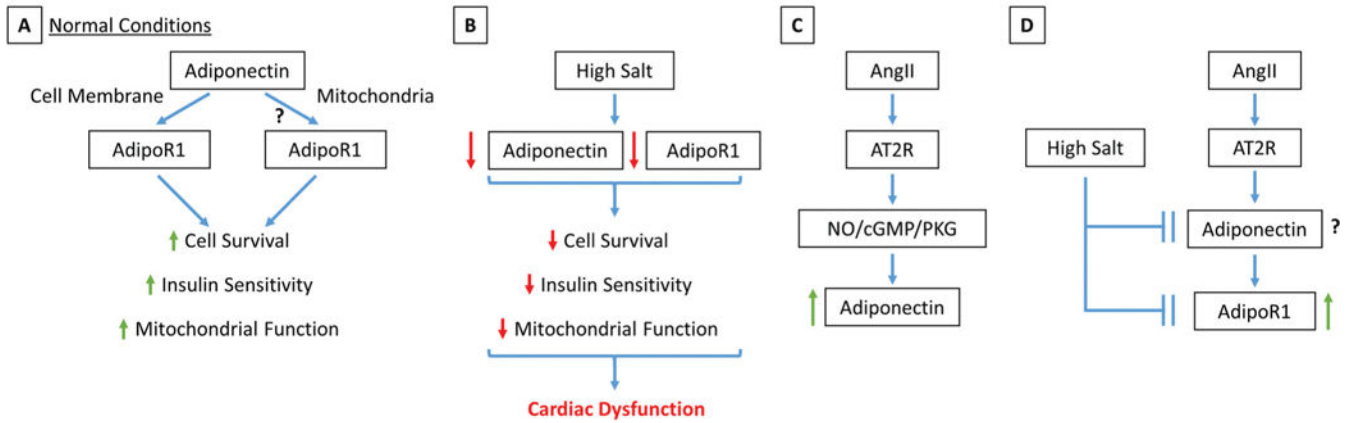 A Normal Conditions
Adiponectin
Cell Membrane
Mitochondria
?
AdipoR1
AdipoR1
Cell Survival
Insulin Sensitivity
Mitochondrial Function
B
High Salt
Adiponectin
AdipoR1
Cell Survival
Insulin Sensitivity
Mitochondrial Function
Cardiac Dysfunction
C
AngII
AT2R
NO/cGMP/PKG
Adiponectin
D
AngII
High Salt
AT2R
Adiponectin ?
AdipoR1